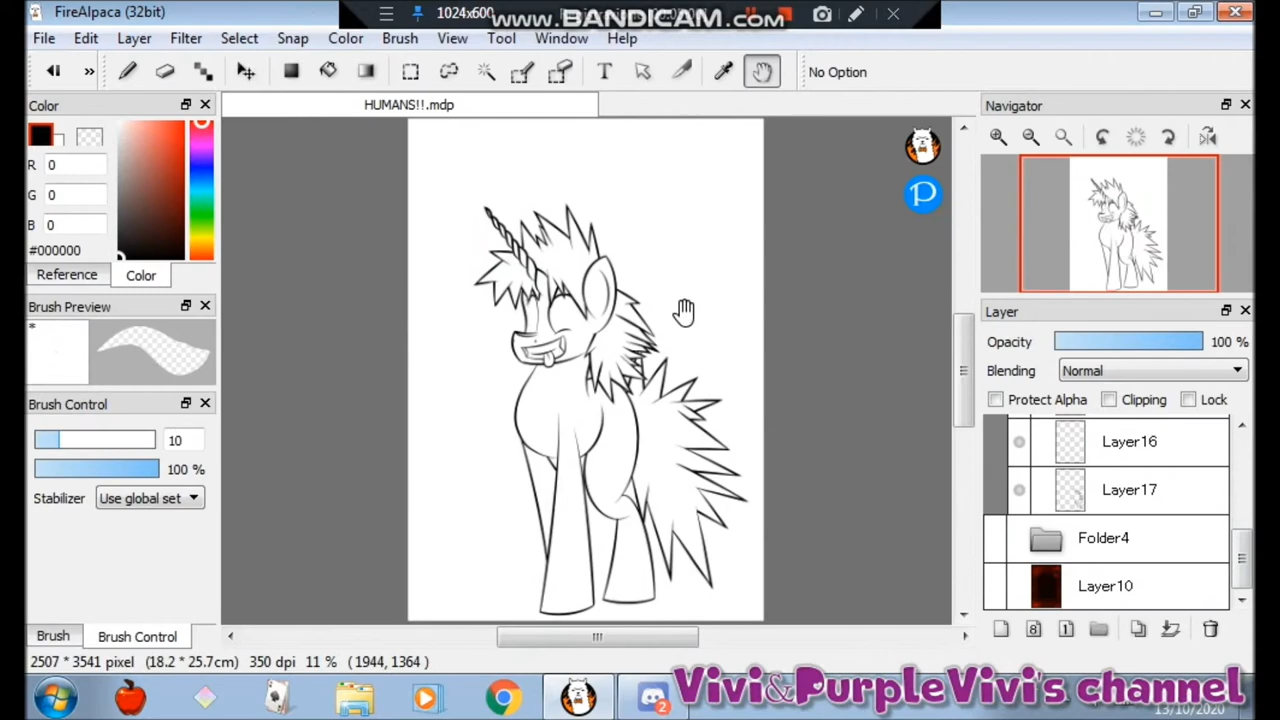 FireAlpaca (32bit)
1024x600
www.BANDICAM.com
File Edit Layer Filter Select Snap Color Brush View Tool Window Help
No Option
Color
HUMANS!!.mdp
Navigator
R 0
G 0
B 0
#000000
Reference Color
Brush Preview
*
Layer
Opacity 100 %
Blending Normal
Protect Alpha Clipping Lock
Brush Control
10
100 %
Stabilizer Use global set
Layer16
Layer17
Folder4
Layer10
8 1
Brush Brush Control
2507 * 3541 pixel (18.2 * 25.7cm) 350 dpi 11 % ( 1944, 1364 )
P
2
Vivi&PurpleVivi's channel
13/10/2020